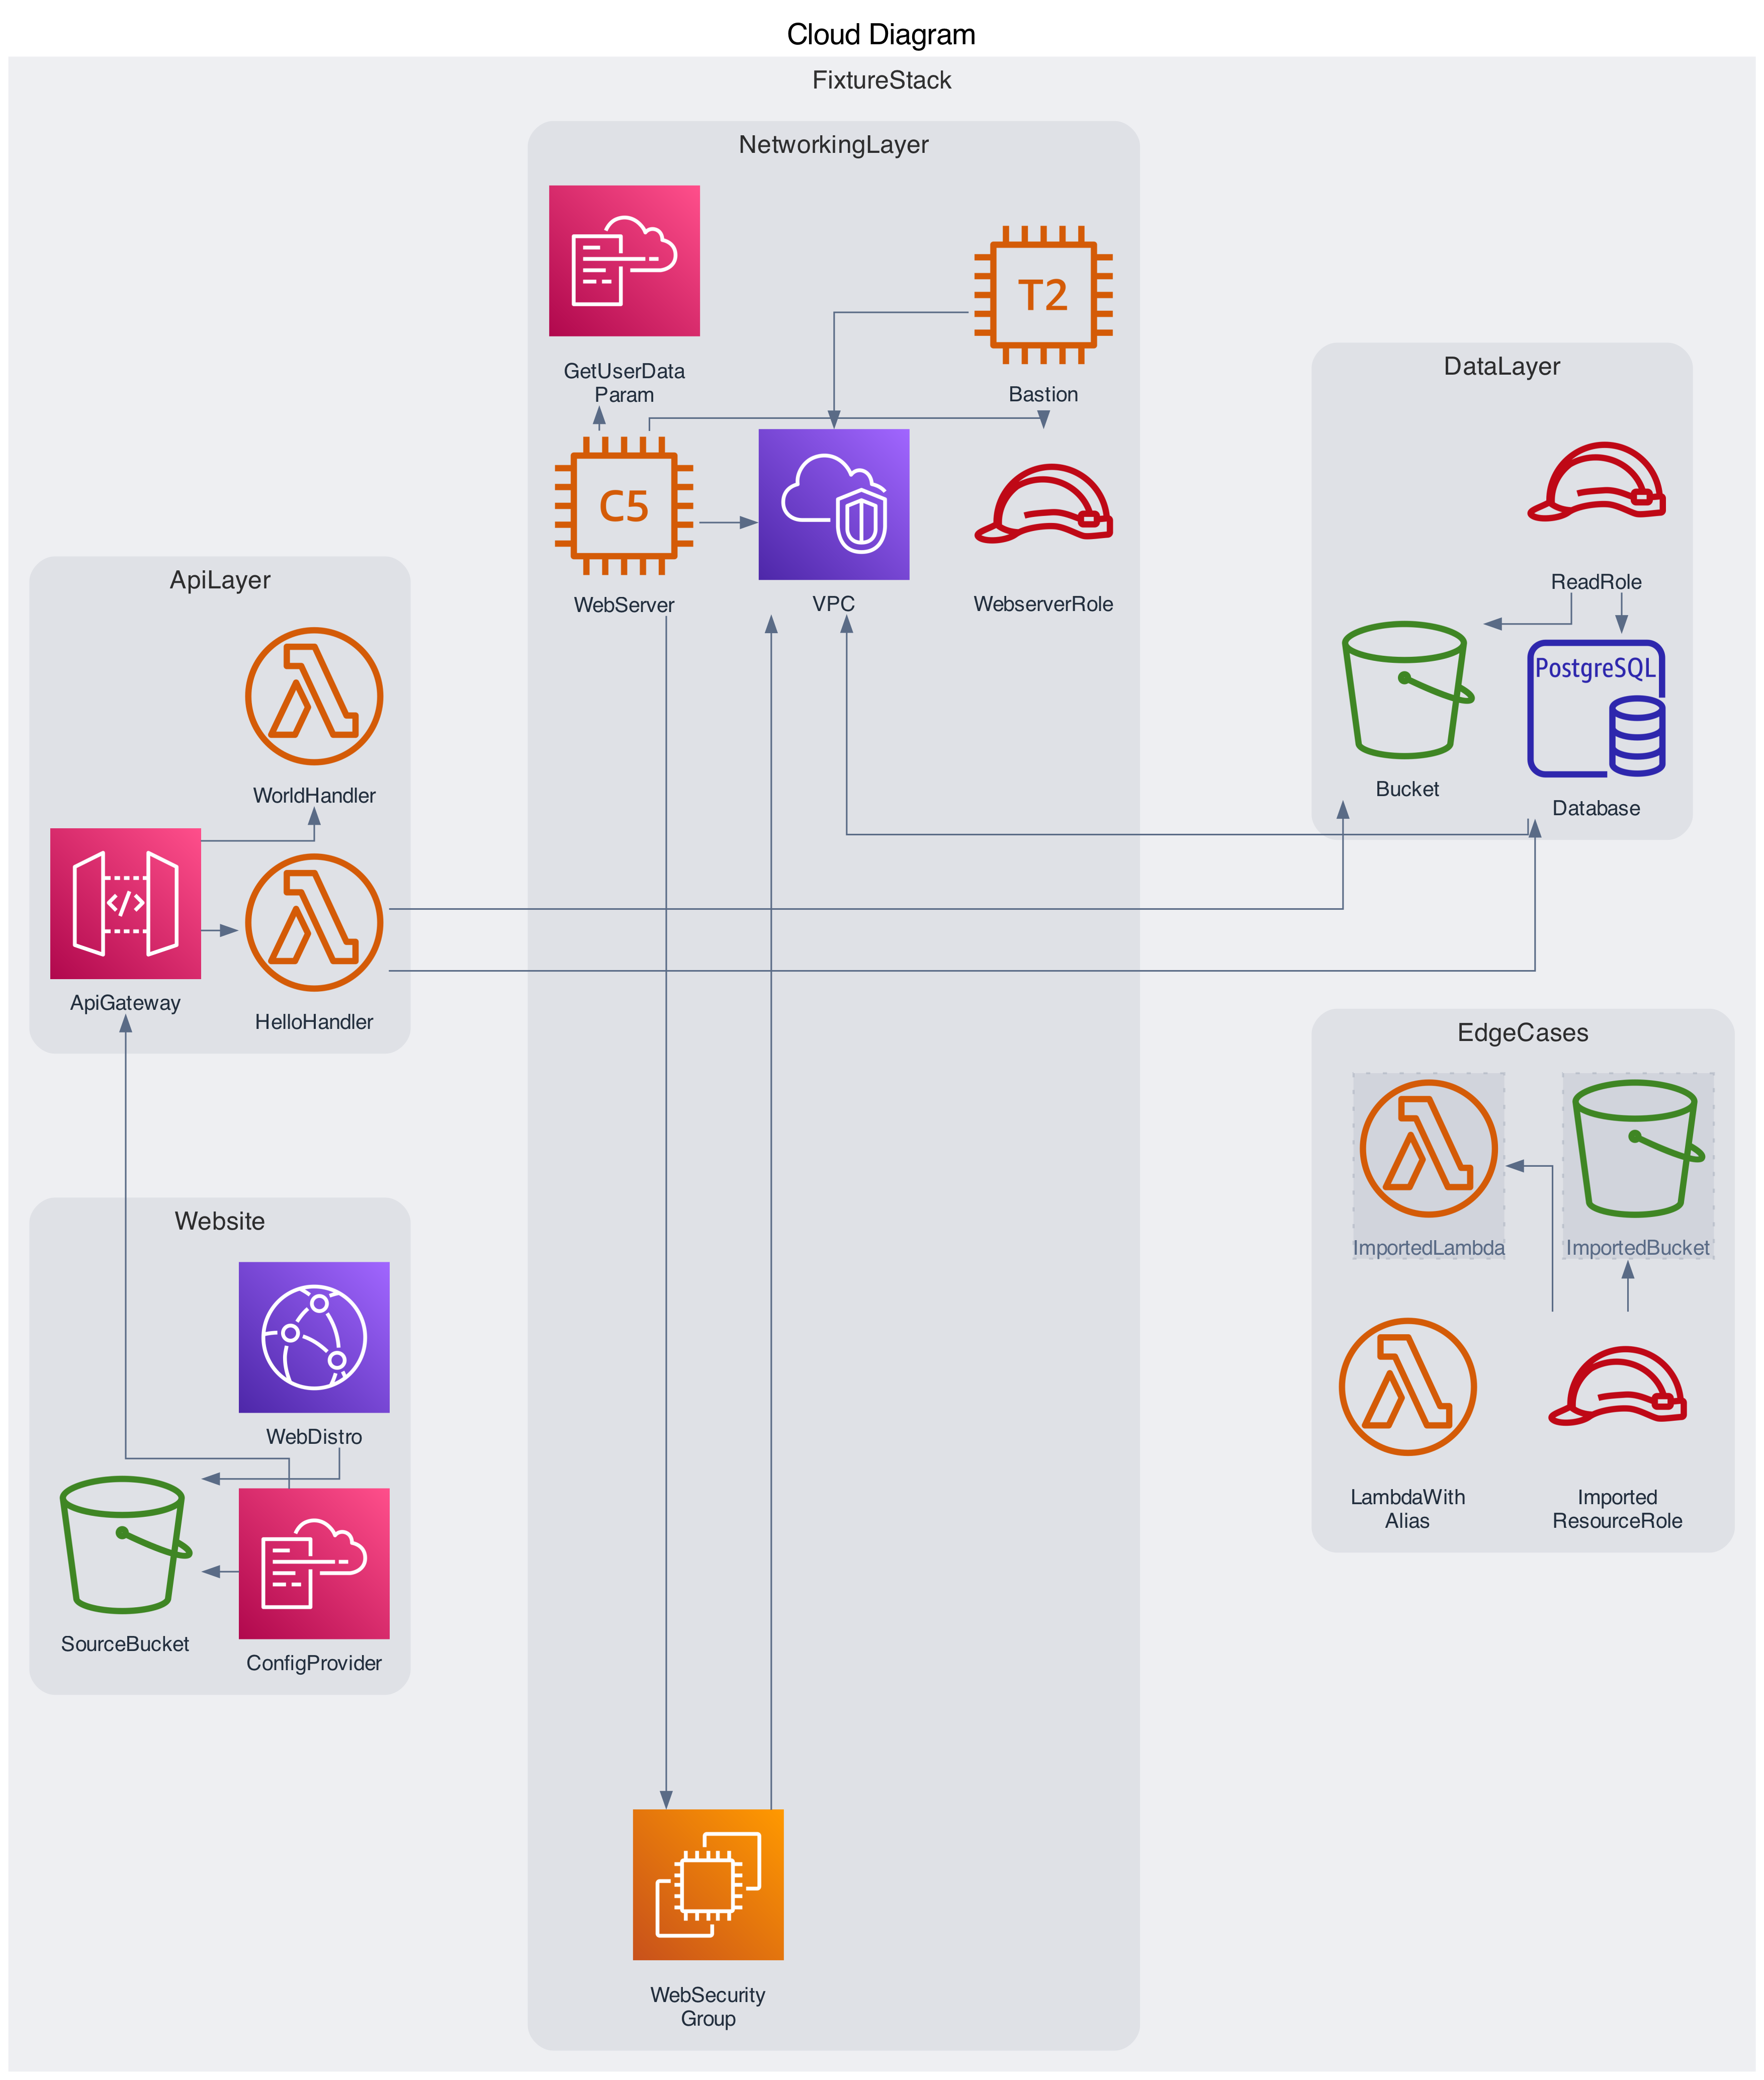 Cloud Diagram
FixtureStack
NetworkingLayer
GetUserData
Param
T2
Bastion
C5
WebServer
VPC
WebserverRole
WebSecurity
Group
DataLayer
ReadRole
Bucket
PostgreSQL
Database
ApiLayer
WorldHandler
</>
ApiGateway
HelloHandler
EdgeCases
ImportedLambda
ImportedBucket
LambdaWith
Alias
Imported
ResourceRole
Website
WebDistro
SourceBucket
ConfigProvider